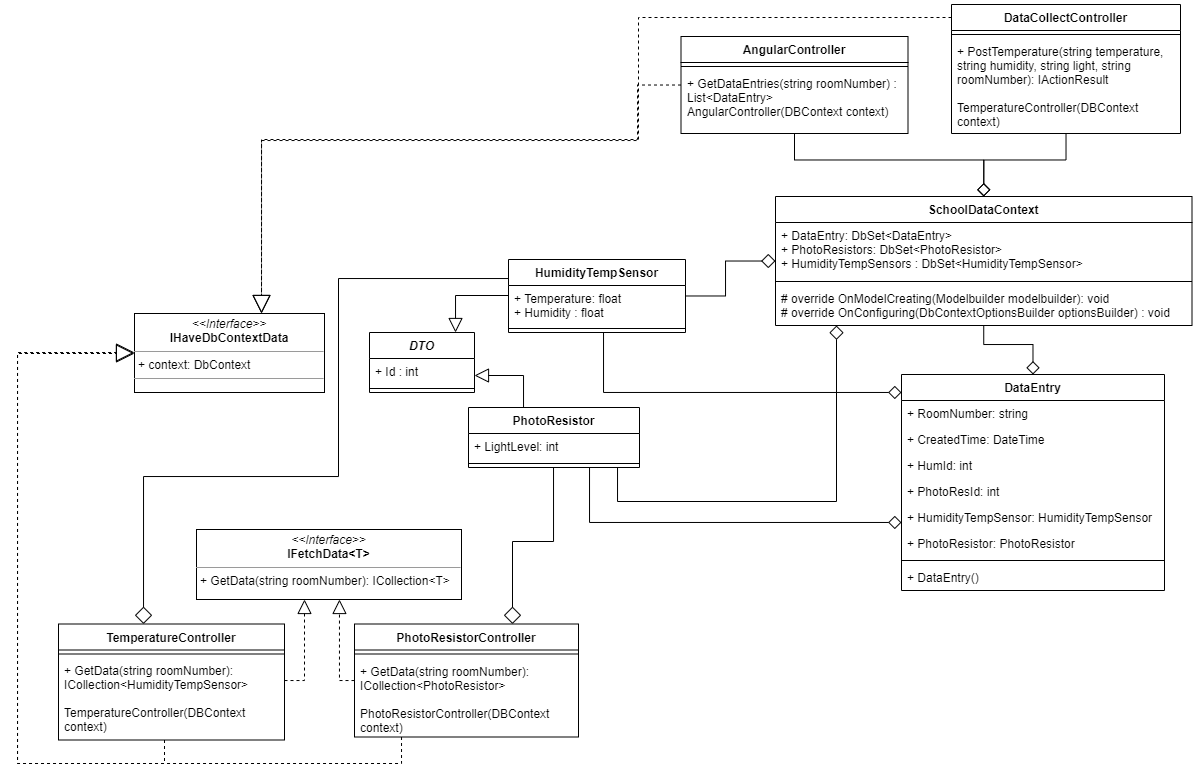 DataCollectController
+ PostTemperature(string temperature,
string humidity, string light, string
roomNumber): IActionResult
TemperatureController(DBContext
context)
AngularController
+ GetDataEntries(string roomNumber) :
List<DataEntry>
AngularController(DBContext context)
SchoolDataContext
+ DataEntry: DbSet<DataEntry>
+ PhotoResistors: DbSet<PhotoResistor>
+ HumidityTempSensors : DbSet<HumidityTempSensor>
# override OnModelCreating(Modelbuilder modelbuilder): void
# override OnConfiguring(DbContextOptionsBuilder optionsBuilder) : void
HumidityTempSensor
+ Temperature: float
+ Humidity : float
<<Interface>>
IHaveDbContextData
+ context: DbContext
DTO
+ Id : int
DataEntry
+ RoomNumber: string
+ CreatedTime: DateTime
+ HumId: int
+ PhotoResId: int
+ HumidityTempSensor: HumidityTempSensor
+ PhotoResistor: PhotoResistor
+ DataEntry()
PhotoResistor
+ LightLevel: int
<<Interface>>
IFetchData<T>
+ GetData(string roomNumber): ICollection<T>
TemperatureController
+ GetData(string roomNumber):
ICollection<HumidityTempSensor>
TemperatureController(DBContext
context)
PhotoResistorController
+ GetData(string roomNumber):
ICollection<PhotoResistor>
PhotoResistorController(DBContext
context)